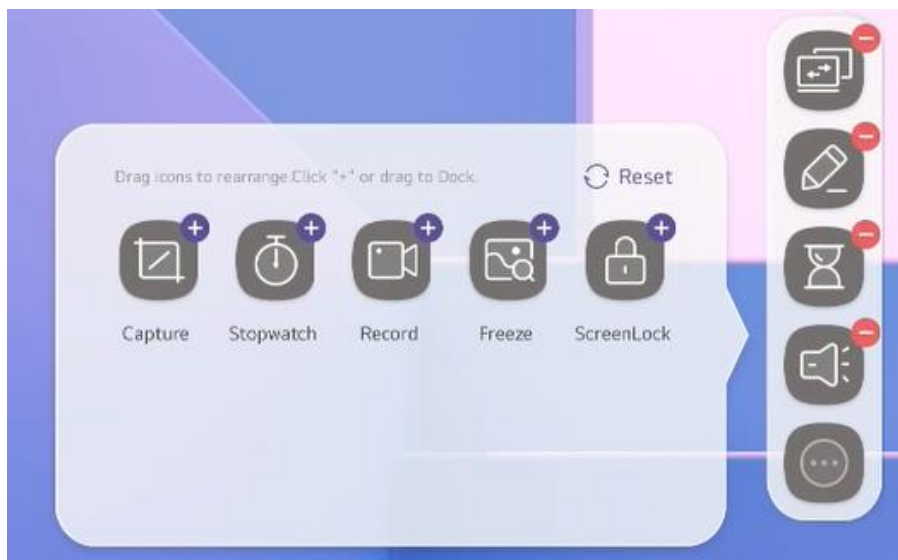 Drag icons to rearrange.Click "+" or drag to Dock.
Reset
Capture
Stopwatch
Record
Freeze
ScreenLock